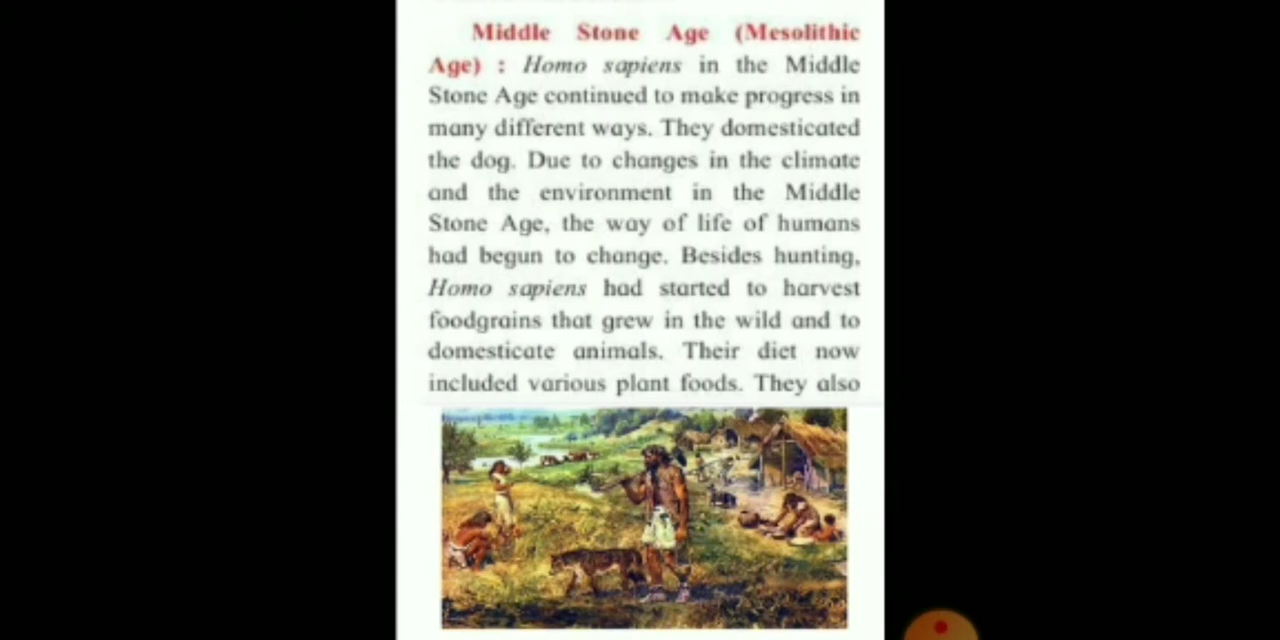 Middle Stone Age (Mesolithic
Age) : Homo sapiens in the Middle
Stone Age continued to make progress in
many different ways. They domesticated
the dog. Due to changes in the climate
and the environment in the Middle
Stone Age, the way of life of humans
had begun to change. Besides hunting,
Homo sapiens had started to harvest
foodgrains that grew in the wild and to
domesticate animals. Their diet now
included various plant foods. They also